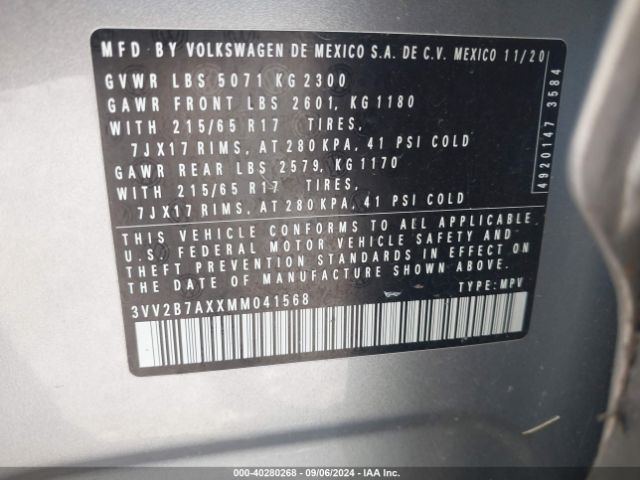 MFD BY VOLKSWAGEN DE MEXICO S.A. DE C.V. MEXICO 11/20
GVWR LBS 5071 KG 2300
GAWR FRONT LBS 2601, KG 1180
WITH 215/65 R17 TIRES,
7JX17 RIMS, AT 280 KPA, 41 PSI COLD
GAWR REAR LBS 2579, KG 1170
WITH 215/65 R17 TIRES,
7JX17 RIMS, AT 280 KPA, 41 PSI COLD
THIS VEHICLE CONFORMS TO ALL APPLICABLE
U.S. FEDERAL MOTOR VEHICLE SAFETY AND
THEFT PREVENTION STANDARDS IN EFFECT ON
THE DATE OF MANUFACTURE SHOWN ABOVE.
3VV2B7AXXMM041568 TYPE: MPV
4920147 3584
000-40280268 - 09/06/2024 - IAA Inc.